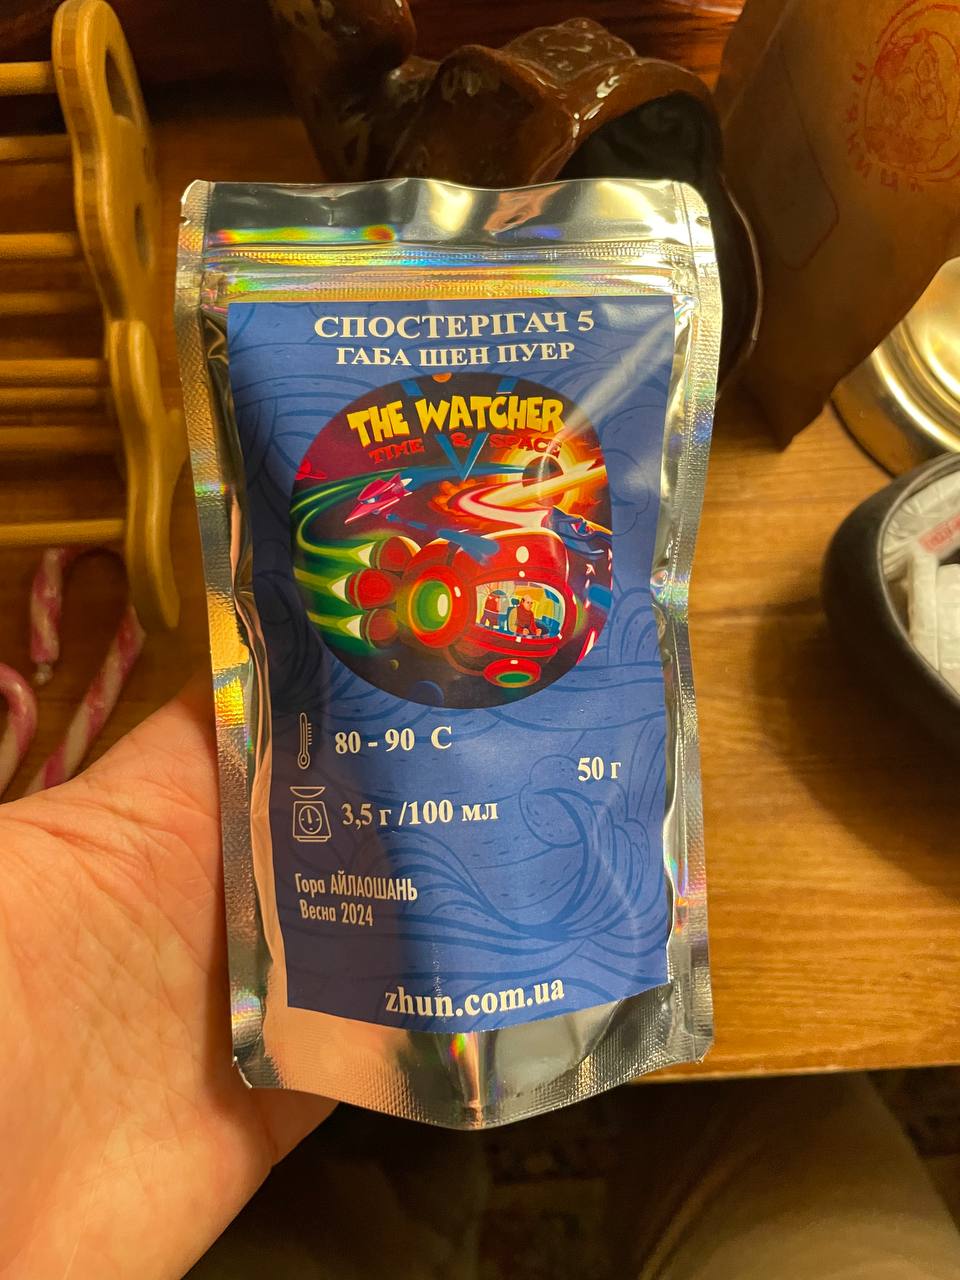 СПОСТЕРІГАЧ 5
ГАБА ШЕН ПУЕР
THE WATCHER
TIME & SPACE
V
80 - 90 С
50 г
3,5 г /100 мл
Гора АЙЛАОШАНЬ
Весна 2024
zhun.com.ua